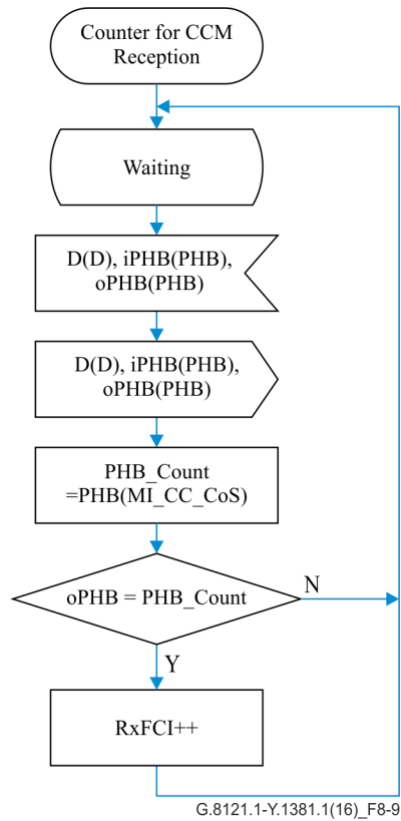 Counter for CCM
Reception
Waiting
D(D), iPHB(PHB),
oPHB(PHB)
D(D), iPHB(PHB),
oPHB(PHB)
PHB_Count
=PHB(MI_CC_CoS)
oPHB = PHB_Count
N
Y
RxFCI++
G.8121.1-Y.1381.1(16)_F8-9